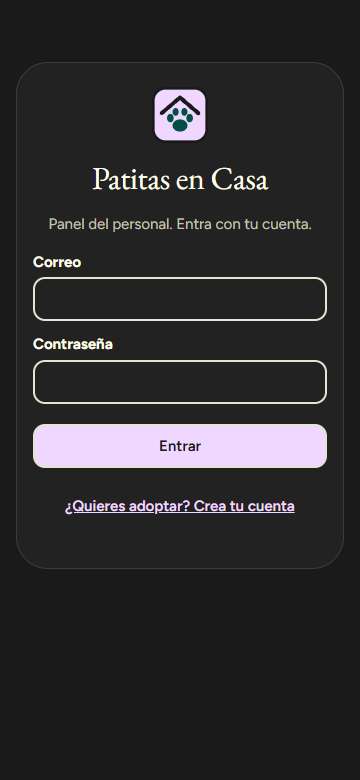 Patitas en Casa
Panel del personal. Entra con tu cuenta.
Correo
Contraseña
Entrar
¿Quieres adoptar? Crea tu cuenta